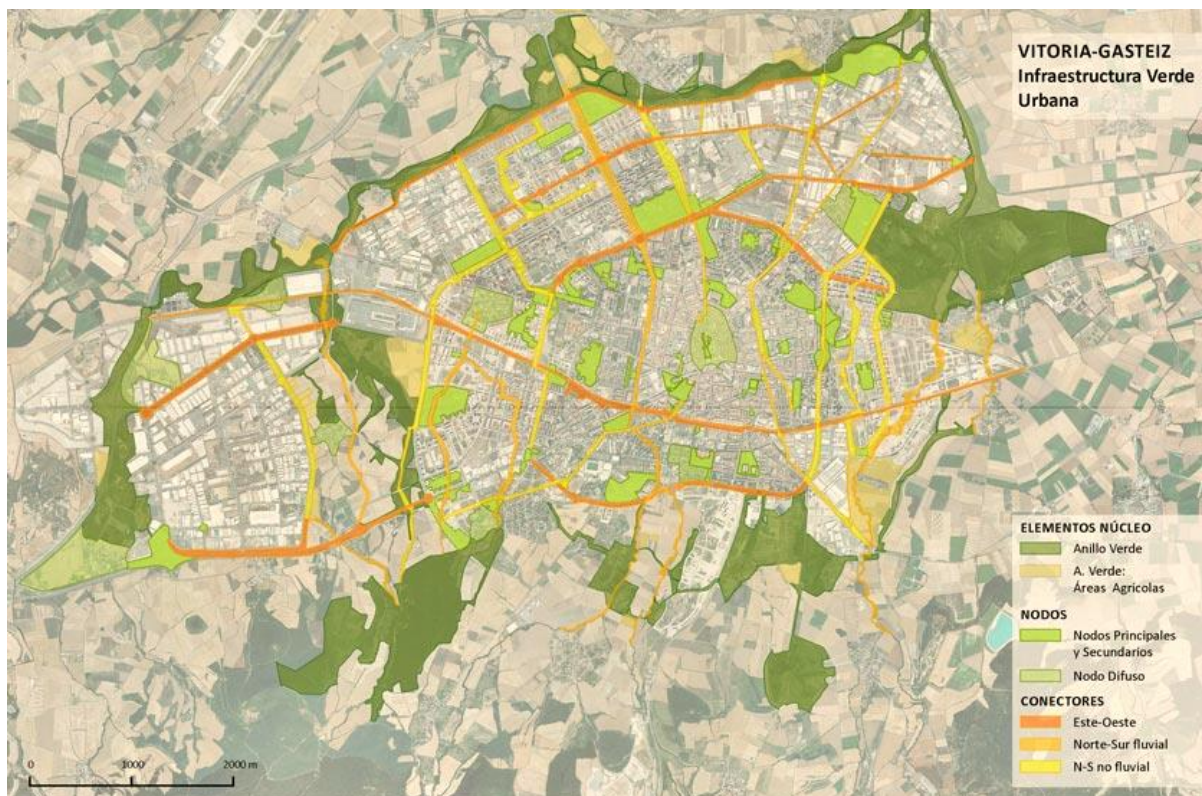 VITORIA-GASTEIZ
Infraestructura Verde
Urbana
ELEMENTOS NÚCLEO
Anillo Verde
A. Verde:
Áreas Agrícolas
NODOS
Nodos Principales
y Secundarios
Nodo Difuso
CONECTORES
Este-Oeste
Norte-Sur fluvial
N-S no fluvial
0 1000 2000 m